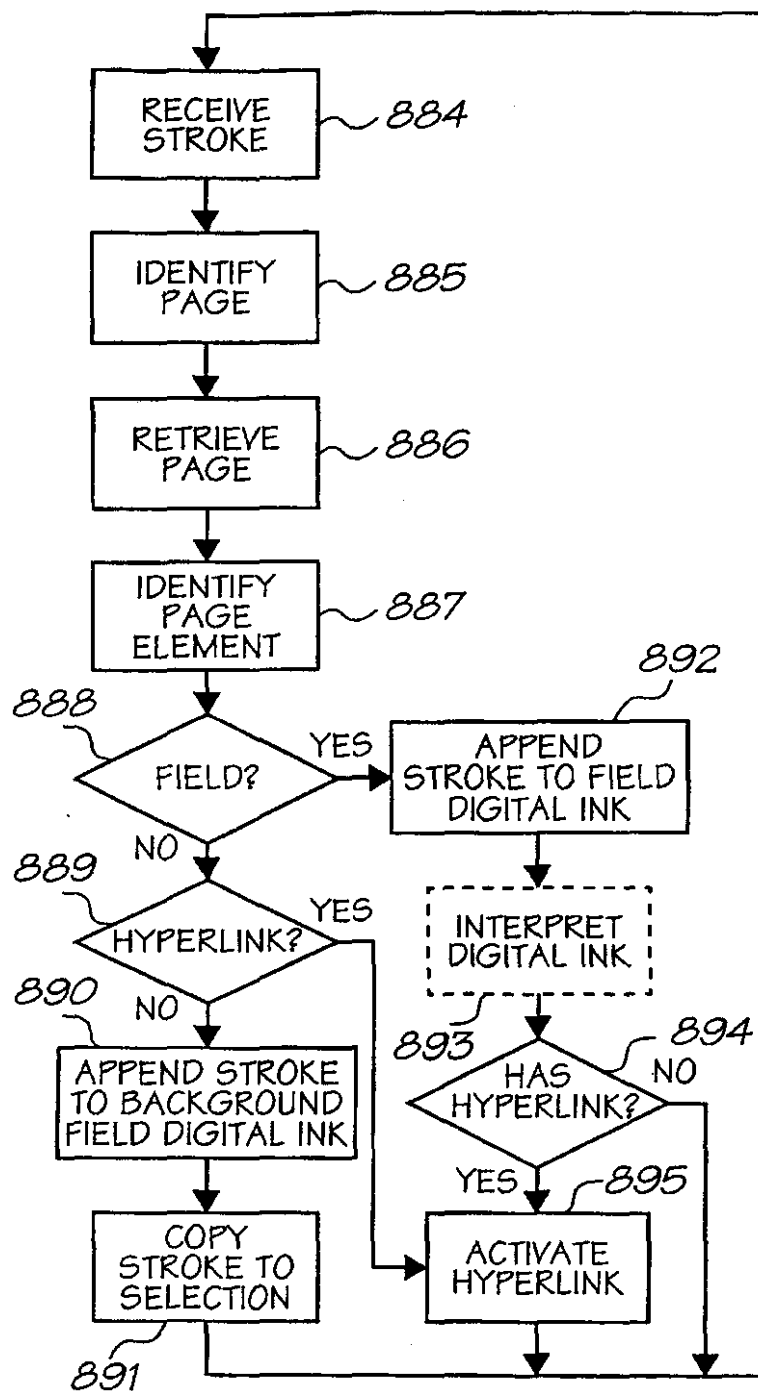 RECEIVE
STROKE
884
IDENTIFY
PAGE
885
RETRIEVE
PAGE
886
IDENTIFY
PAGE
ELEMENT
887
888
FIELD?
YES
NO
892
APPEND
STROKE TO FIELD
DIGITAL INK
889
HYPERLINK?
YES
NO
INTERPRET
DIGITAL INK
893
890
APPEND STROKE
TO BACKGROUND
FIELD DIGITAL INK
894
HAS
HYPERLINK?
NO
YES
895
COPY
STROKE TO
SELECTION
891
ACTIVATE
HYPERLINK